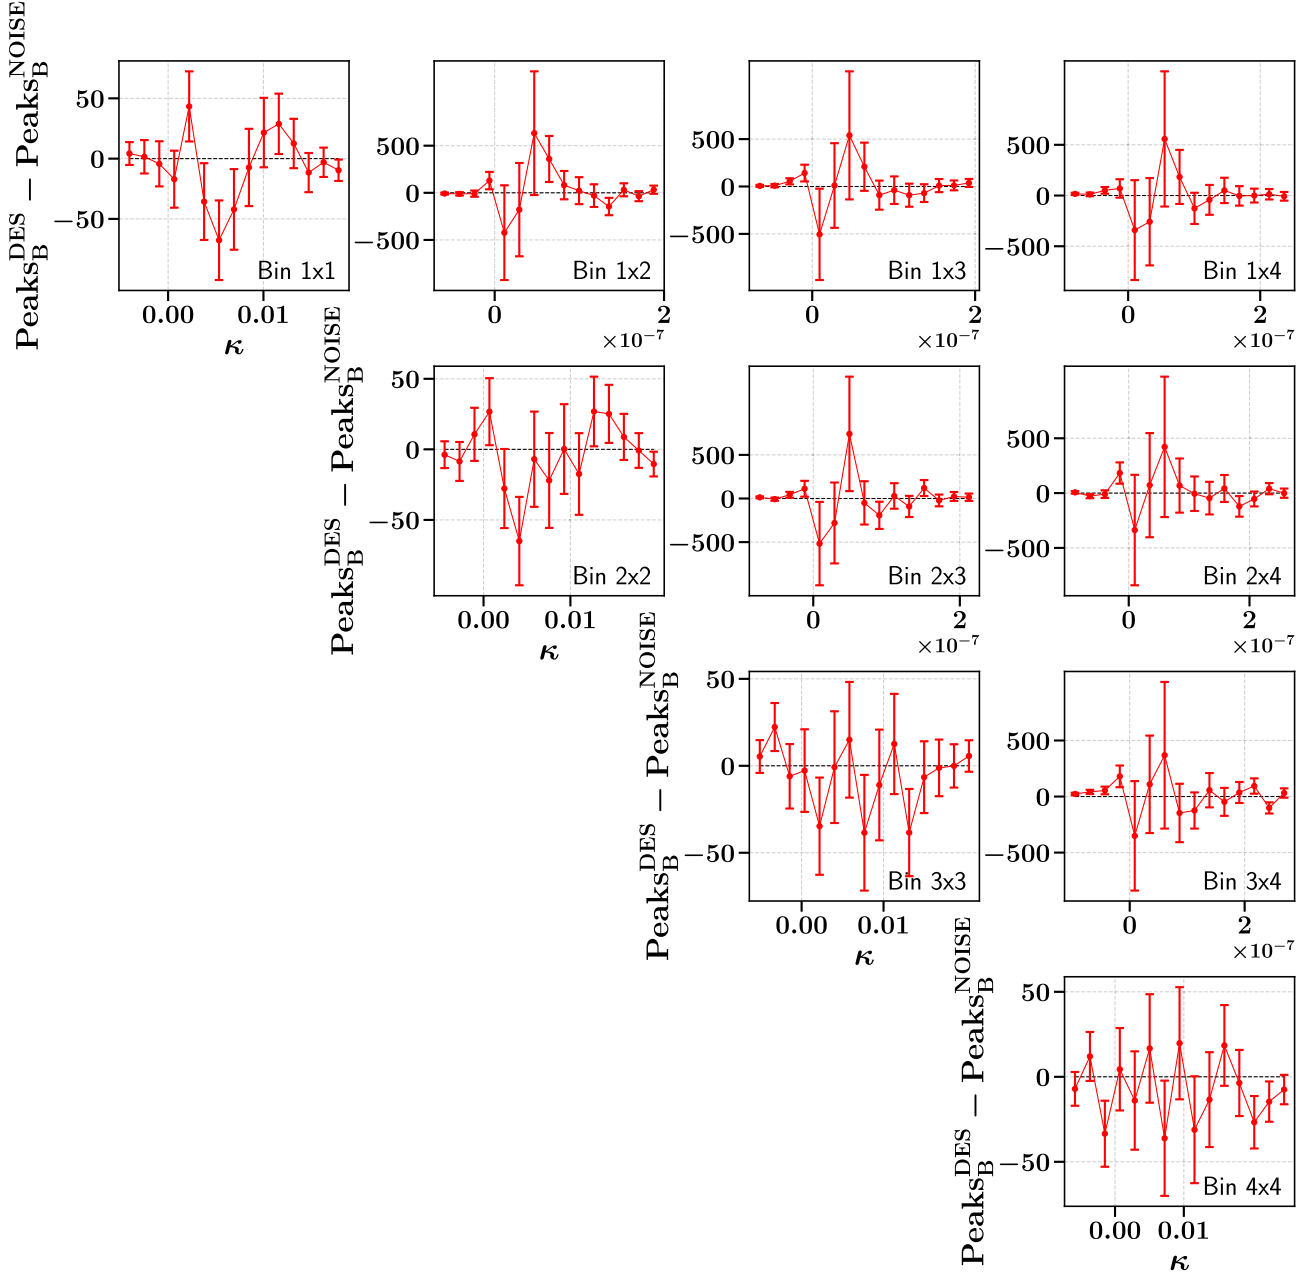 Peaks_B^DES − Peaks_B^NOISE
50
0
−50
Bin 1x1
0.00 0.01
κ
500
0
−500
Bin 1x2
0 2
×10⁻⁷
500
0
−500
Bin 1x3
0 2
×10⁻⁷
500
0
−500
Bin 1x4
0 2
×10⁻⁷
Peaks_B^DES − Peaks_B^NOISE
50
0
−50
Bin 2x2
0.00 0.01
κ
500
0
−500
Bin 2x3
0 2
×10⁻⁷
500
0
−500
Bin 2x4
0 2
×10⁻⁷
Peaks_B^DES − Peaks_B^NOISE
50
0
−50
Bin 3x3
0.00 0.01
κ
500
0
−500
Bin 3x4
0 2
×10⁻⁷
Peaks_B^DES − Peaks_B^NOISE
50
0
−50
Bin 4x4
0.00 0.01
κ